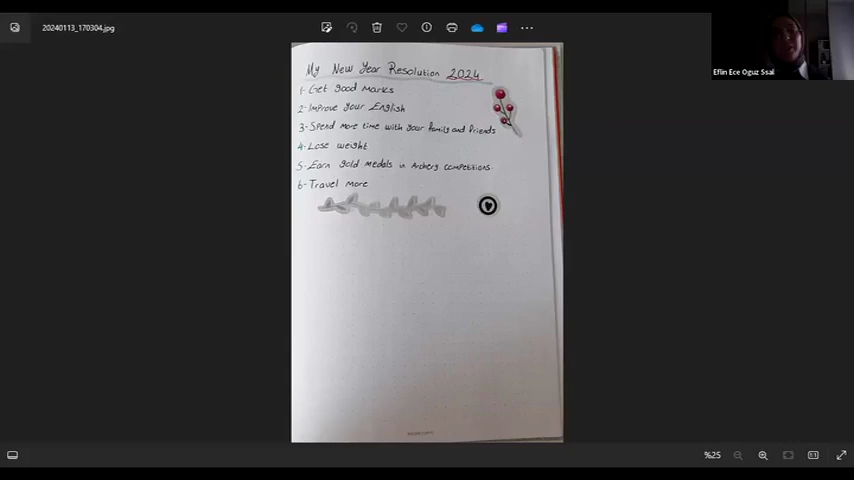 20240113_170304.jpg
Eflin Ece Oguz Ssal
My New Year Resolution 2024
1- Get good marks
2- Improve your English
3- Spend more time with your family and friends
4- Lose weight
5- Earn gold medals in Archery competitions.
6- Travel more
%25